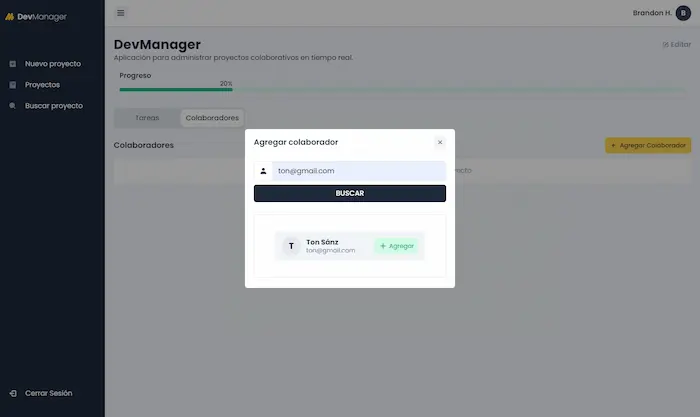 DevManager
Brandon H. B
Nuevo proyecto
Proyectos
Buscar proyecto
Cerrar Sesión
DevManager
Editar
Aplicación para administrar proyectos colaborativos en tiempo real.
Progreso
20%
Tareas Colaboradores
Colaboradores
Agregar Colaborador
Agregar colaborador
ton@gmail.com
BUSCAR
T Ton Sánz
ton@gmail.com
Agregar